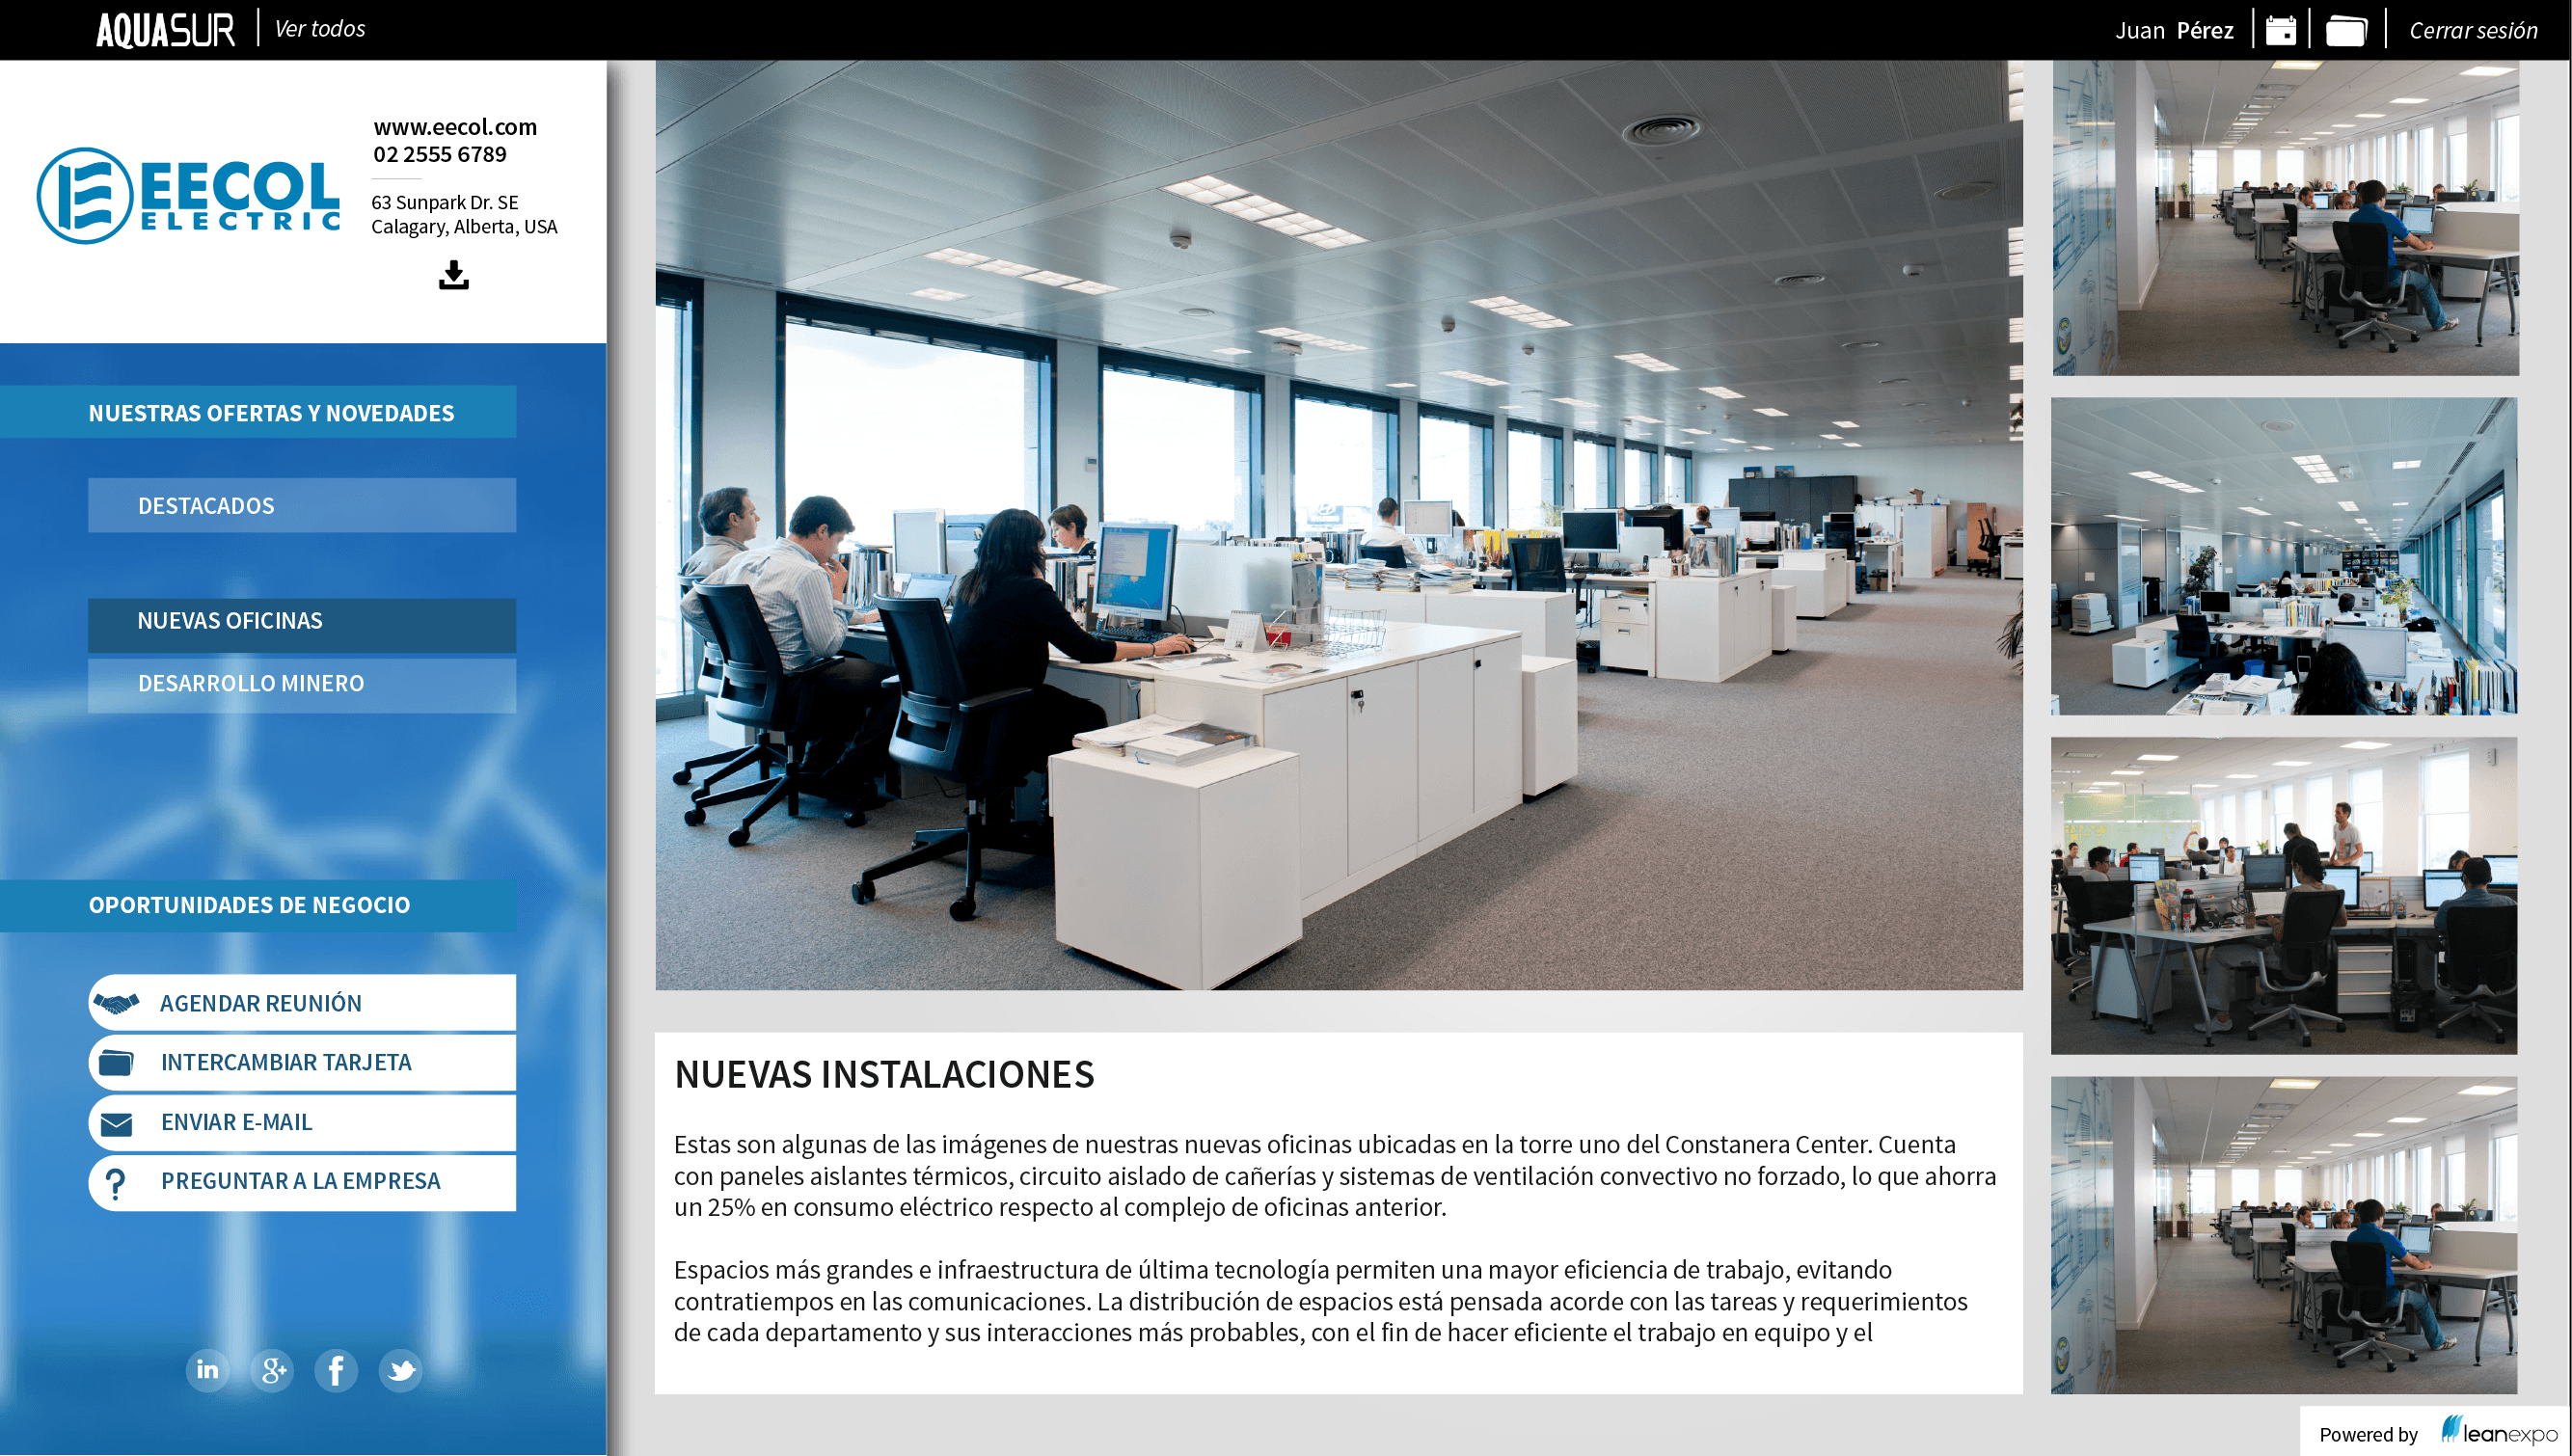 AQUASUR
Ver todos
Juan Pérez
Cerrar sesión
www.eecol.com
02 2555 6789
EECOL
ELECTRIC
63 Sunpark Dr. SE
Calagary, Alberta, USA
NUESTRAS OFERTAS Y NOVEDADES
DESTACADOS
NUEVAS OFICINAS
DESARROLLO MINERO
OPORTUNIDADES DE NEGOCIO
AGENDAR REUNIÓN
INTERCAMBIAR TARJETA
ENVIAR E-MAIL
PREGUNTAR A LA EMPRESA
in g+ f
NUEVAS INSTALACIONES
Estas son algunas de las imágenes de nuestras nuevas oficinas ubicadas en la torre uno del Constanera Center. Cuenta
con paneles aislantes térmicos, circuito aislado de cañerías y sistemas de ventilación convectivo no forzado, lo que ahorra
un 25% en consumo eléctrico respecto al complejo de oficinas anterior.
Espacios más grandes e infraestructura de última tecnología permiten una mayor eficiencia de trabajo, evitando
contratiempos en las comunicaciones. La distribución de espacios está pensada acorde con las tareas y requerimientos
de cada departamento y sus interacciones más probables, con el fin de hacer eficiente el trabajo en equipo y el
Powered by leanexpo